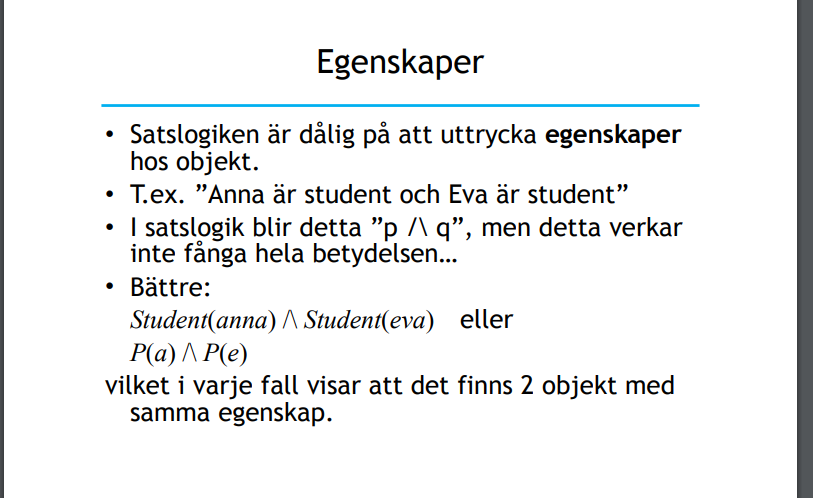 Egenskaper
• Satslogiken är dålig på att uttrycka egenskaper
hos objekt.
• T.ex. ”Anna är student och Eva är student”
• I satslogik blir detta ”p /\ q”, men detta verkar
inte fånga hela betydelsen…
• Bättre:
Student(anna) /\ Student(eva) eller
P(a) /\ P(e)
vilket i varje fall visar att det finns 2 objekt med
samma egenskap.